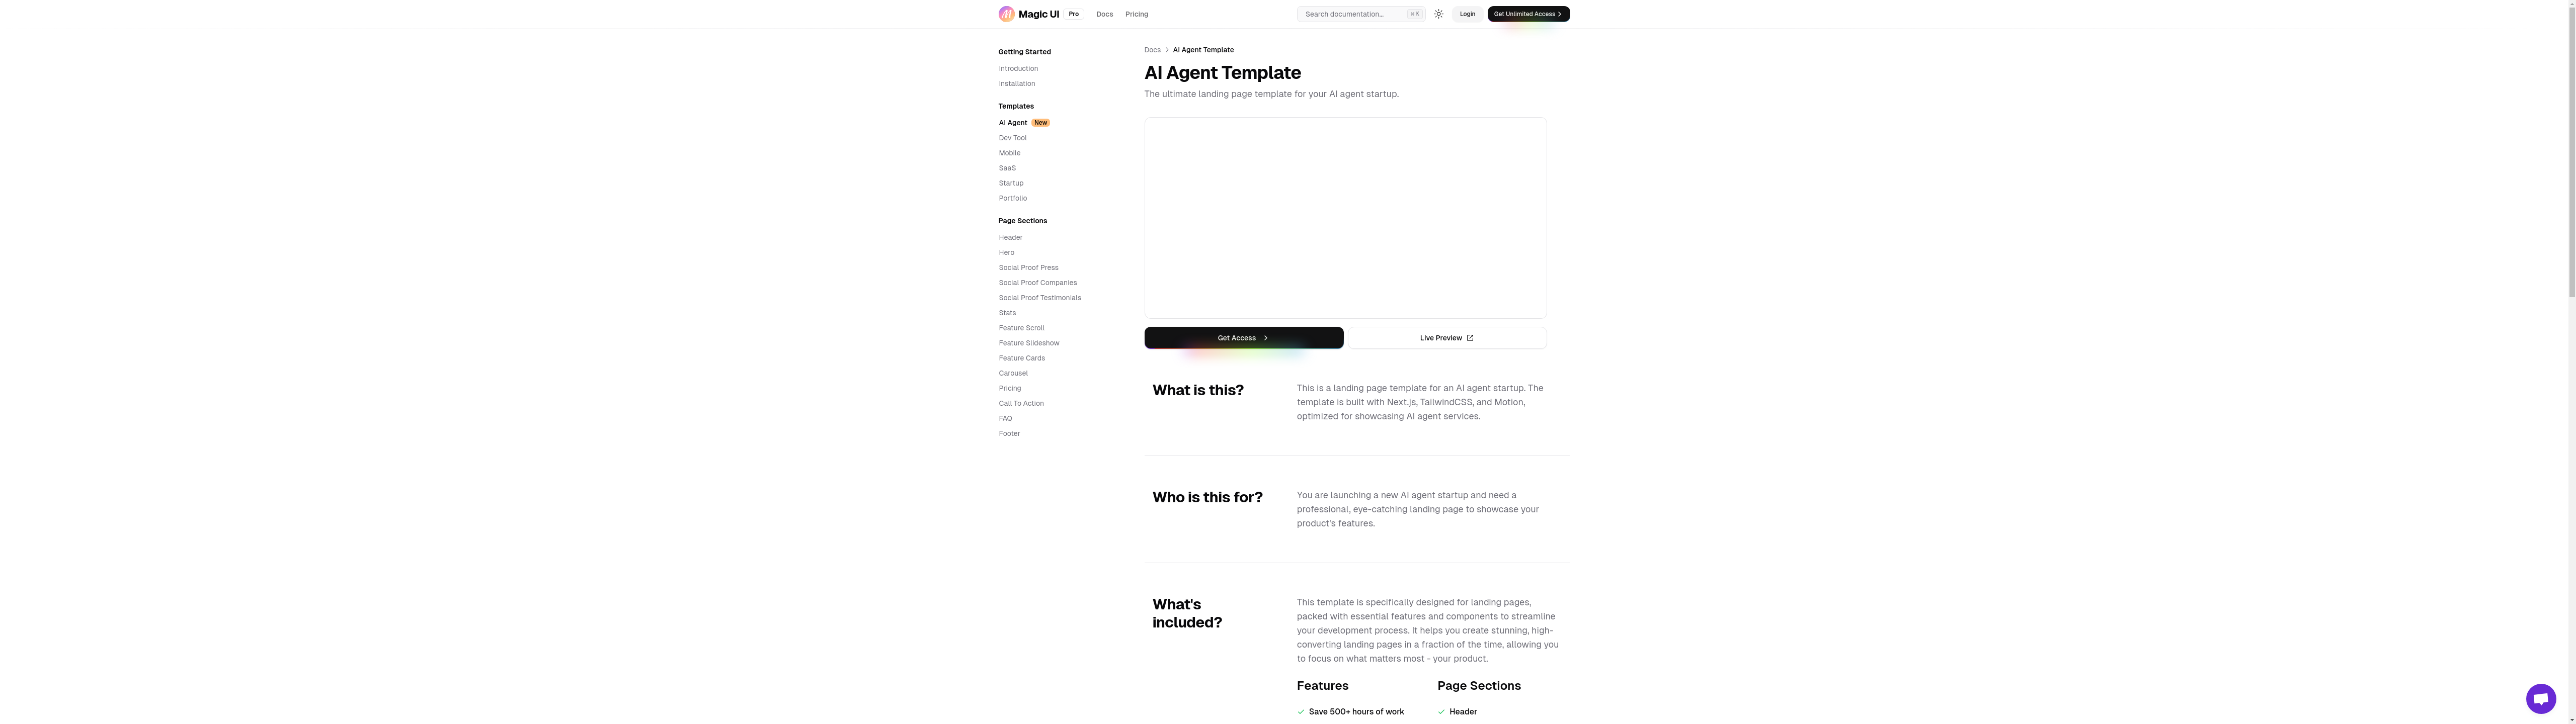 Magic UI Pro Docs Pricing Search documentation... ⌘ K Login Get Unlimited Access
Getting Started
Introduction
Installation
Templates
AI Agent New
Dev Tool
Mobile
SaaS
Startup
Portfolio
Page Sections
Header
Hero
Social Proof Press
Social Proof Companies
Social Proof Testimonials
Stats
Feature Scroll
Feature Slideshow
Feature Cards
Carousel
Pricing
Call To Action
FAQ
Footer
Docs > AI Agent Template
AI Agent Template
The ultimate landing page template for your AI agent startup.
Get Access
Live Preview
What is this?
This is a landing page template for an AI agent startup. The
template is built with Next.js, TailwindCSS, and Motion,
optimized for showcasing AI agent services.
Who is this for?
You are launching a new AI agent startup and need a
professional, eye-catching landing page to showcase your
product's features.
What's
included?
This template is specifically designed for landing pages,
packed with essential features and components to streamline
your development process. It helps you create stunning, high-
converting landing pages in a fraction of the time, allowing you
to focus on what matters most - your product.
Features
Save 500+ hours of work
Page Sections
Header